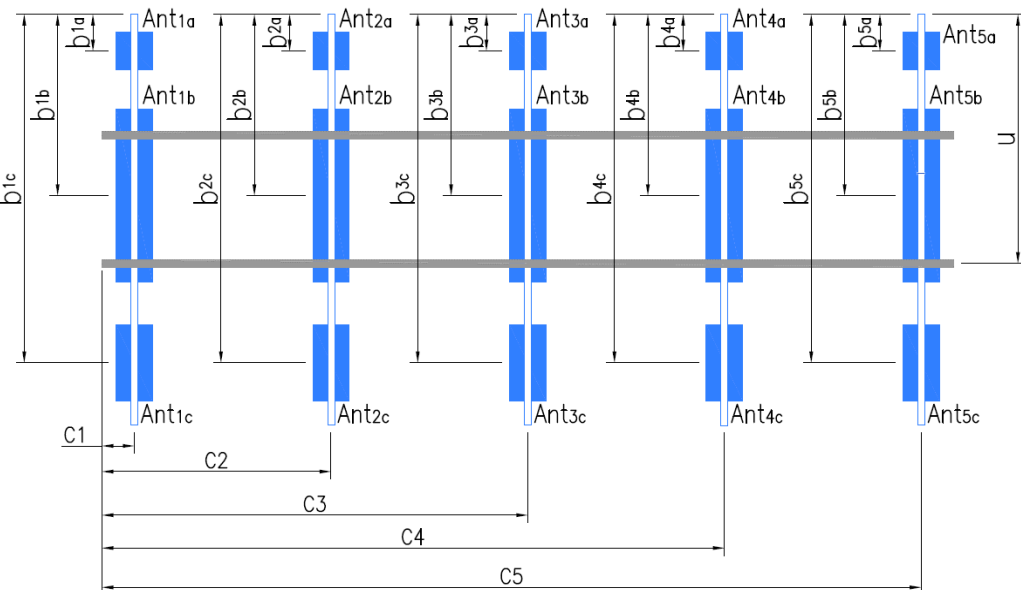 Ant1a
Ant2a
Ant3a
Ant4a
Ant5a
b1a
b2a
b3a
b4a
b5a
Ant1b
Ant2b
Ant3b
Ant4b
Ant5b
b1b
b2b
b3b
b4b
b5b
u
b1c
b2c
b3c
b4c
b5c
Ant1c
Ant2c
Ant3c
Ant4c
Ant5c
C1
C2
C3
C4
C5